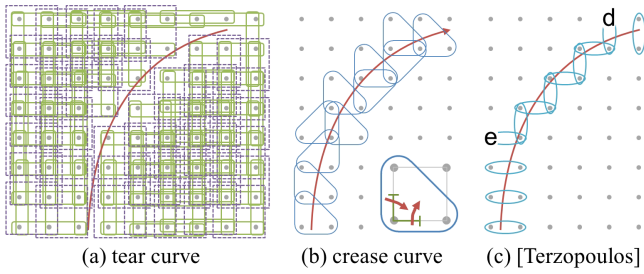 d
e
(a) tear curve
(b) crease curve
(c) [Terzopoulos]